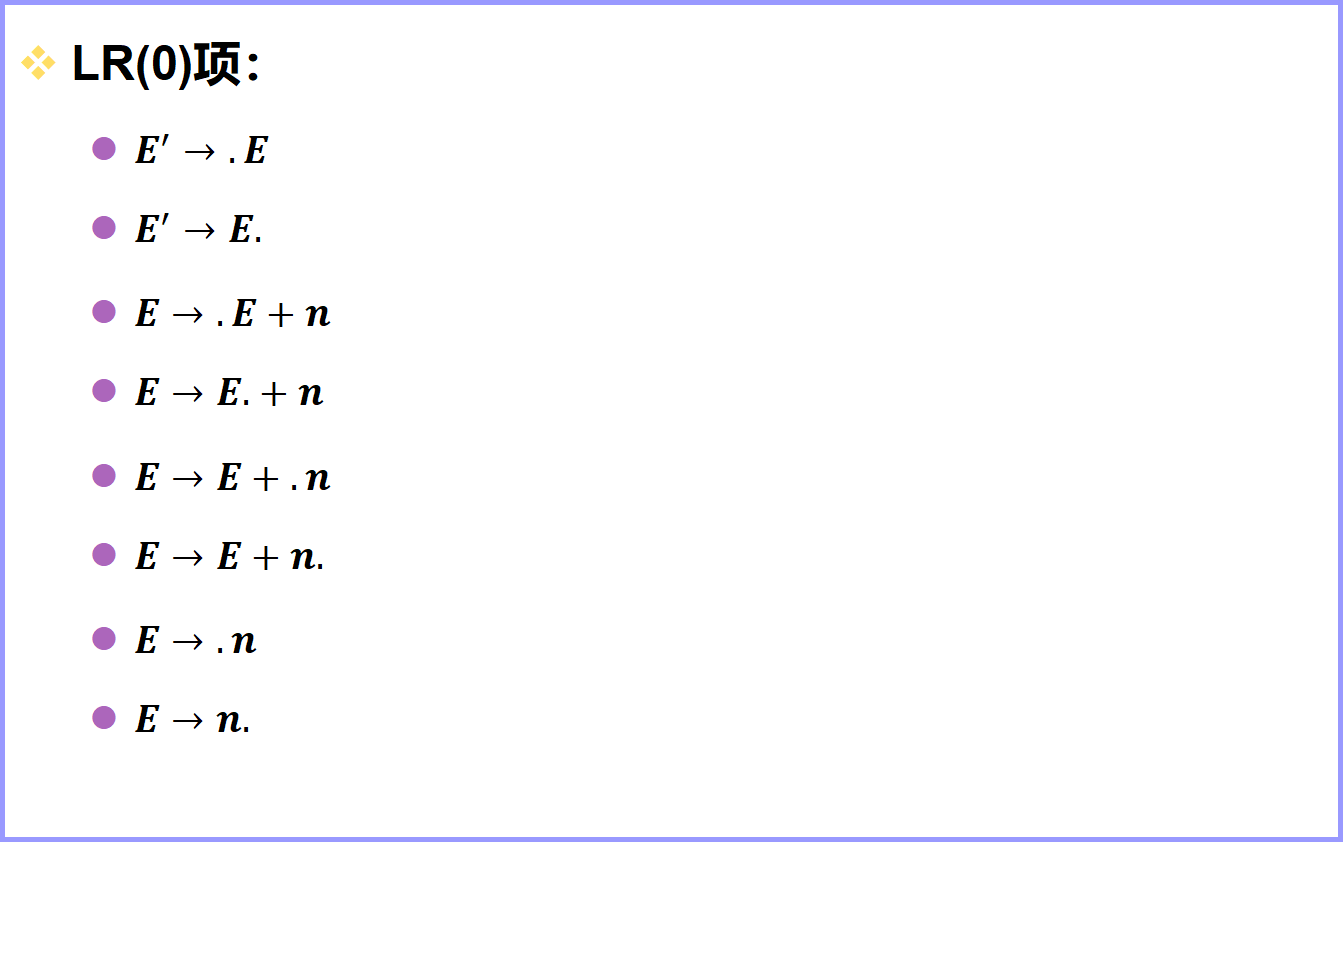 LR(0)项：
E′ → .E
E′ → E.
E → .E + n
E → E. + n
E → E + .n
E → E + n.
E → .n
E → n.